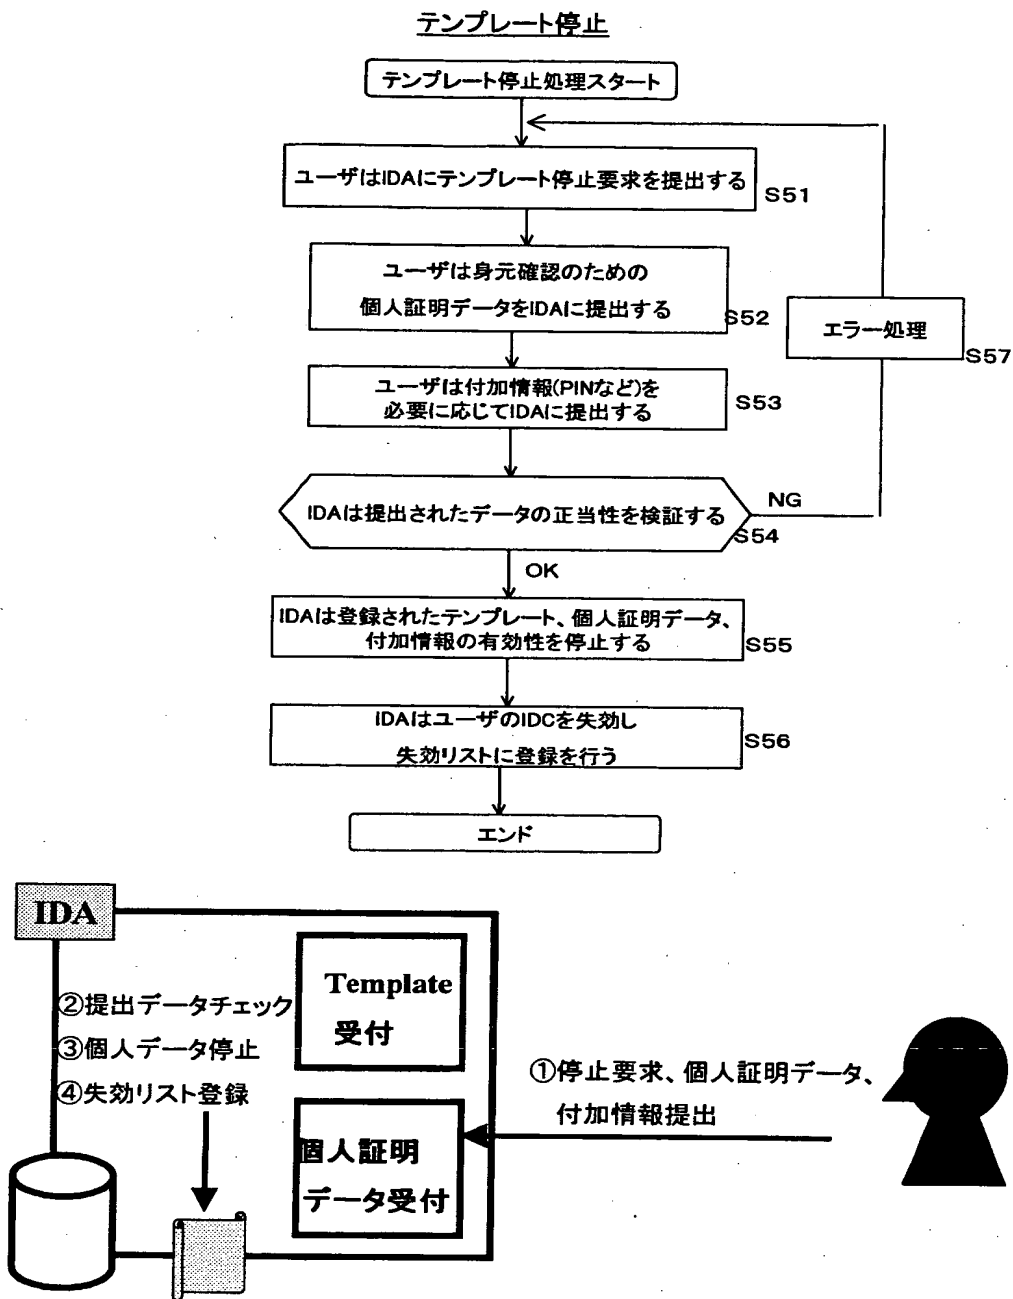 テンプレート停止
テンプレート停止処理スタート
ユーザはIDAにテンプレート停止要求を提出する
S51
ユーザは身元確認のための
個人証明データをIDAに提出する
S52
エラー処理
S57
ユーザは付加情報(PINなど)を
必要に応じてIDAに提出する
S53
IDAは提出されたデータの正当性を検証する
S54
NG
OK
IDAは登録されたテンプレート、個人証明データ、
付加情報の有効性を停止する
S55
IDAはユーザのIDCを失効し
失効リストに登録を行う
S56
エンド
IDA
Template
受付
②提出データチェック
③個人データ停止
④失効リスト登録
①停止要求、個人証明データ、
付加情報提出
個人証明
データ受付